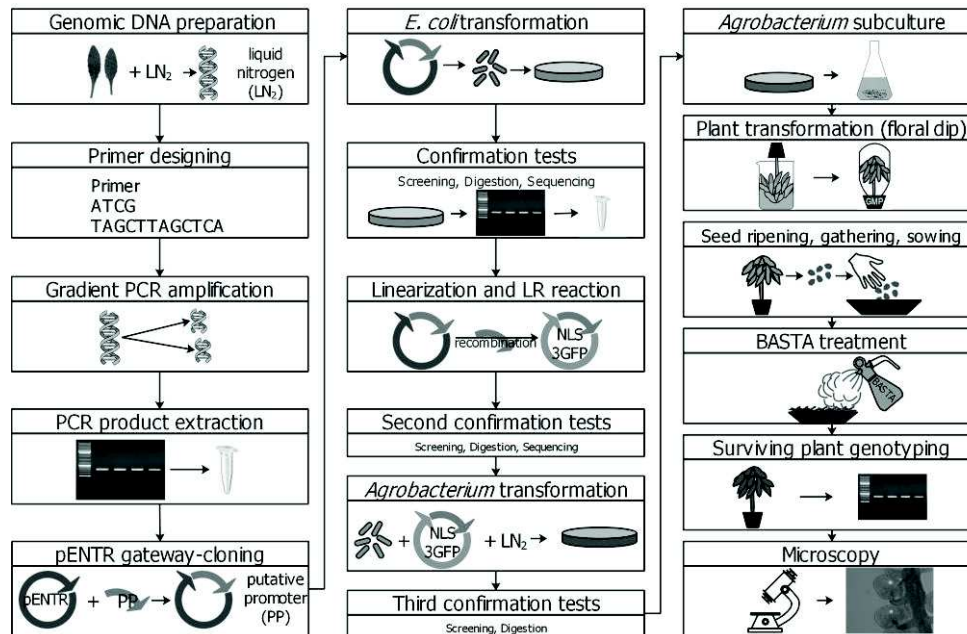 Genomic DNA preparation
+ LN₂
liquid
nitrogen
(LN₂)
Primer designing
Primer
ATCG
TAGCTTAGCTCA
Gradient PCR amplification
PCR product extraction
pENTR gateway-cloning
pENTR
+
PP
putative
promoter
(PP)
E. coli transformation
Confirmation tests
Screening, Digestion, Sequencing
Linearization and LR reaction
recombination
NLS
3GFP
Second confirmation tests
Screening, Digestion, Sequencing
Agrobacterium transformation
+
NLS
3GFP
+ LN₂
Third confirmation tests
Screening, Digestion
Agrobacterium subculture
Plant transformation (floral dip)
GMP
Seed ripening, gathering, sowing
BASTA treatment
BASTA
Surviving plant genotyping
Microscopy